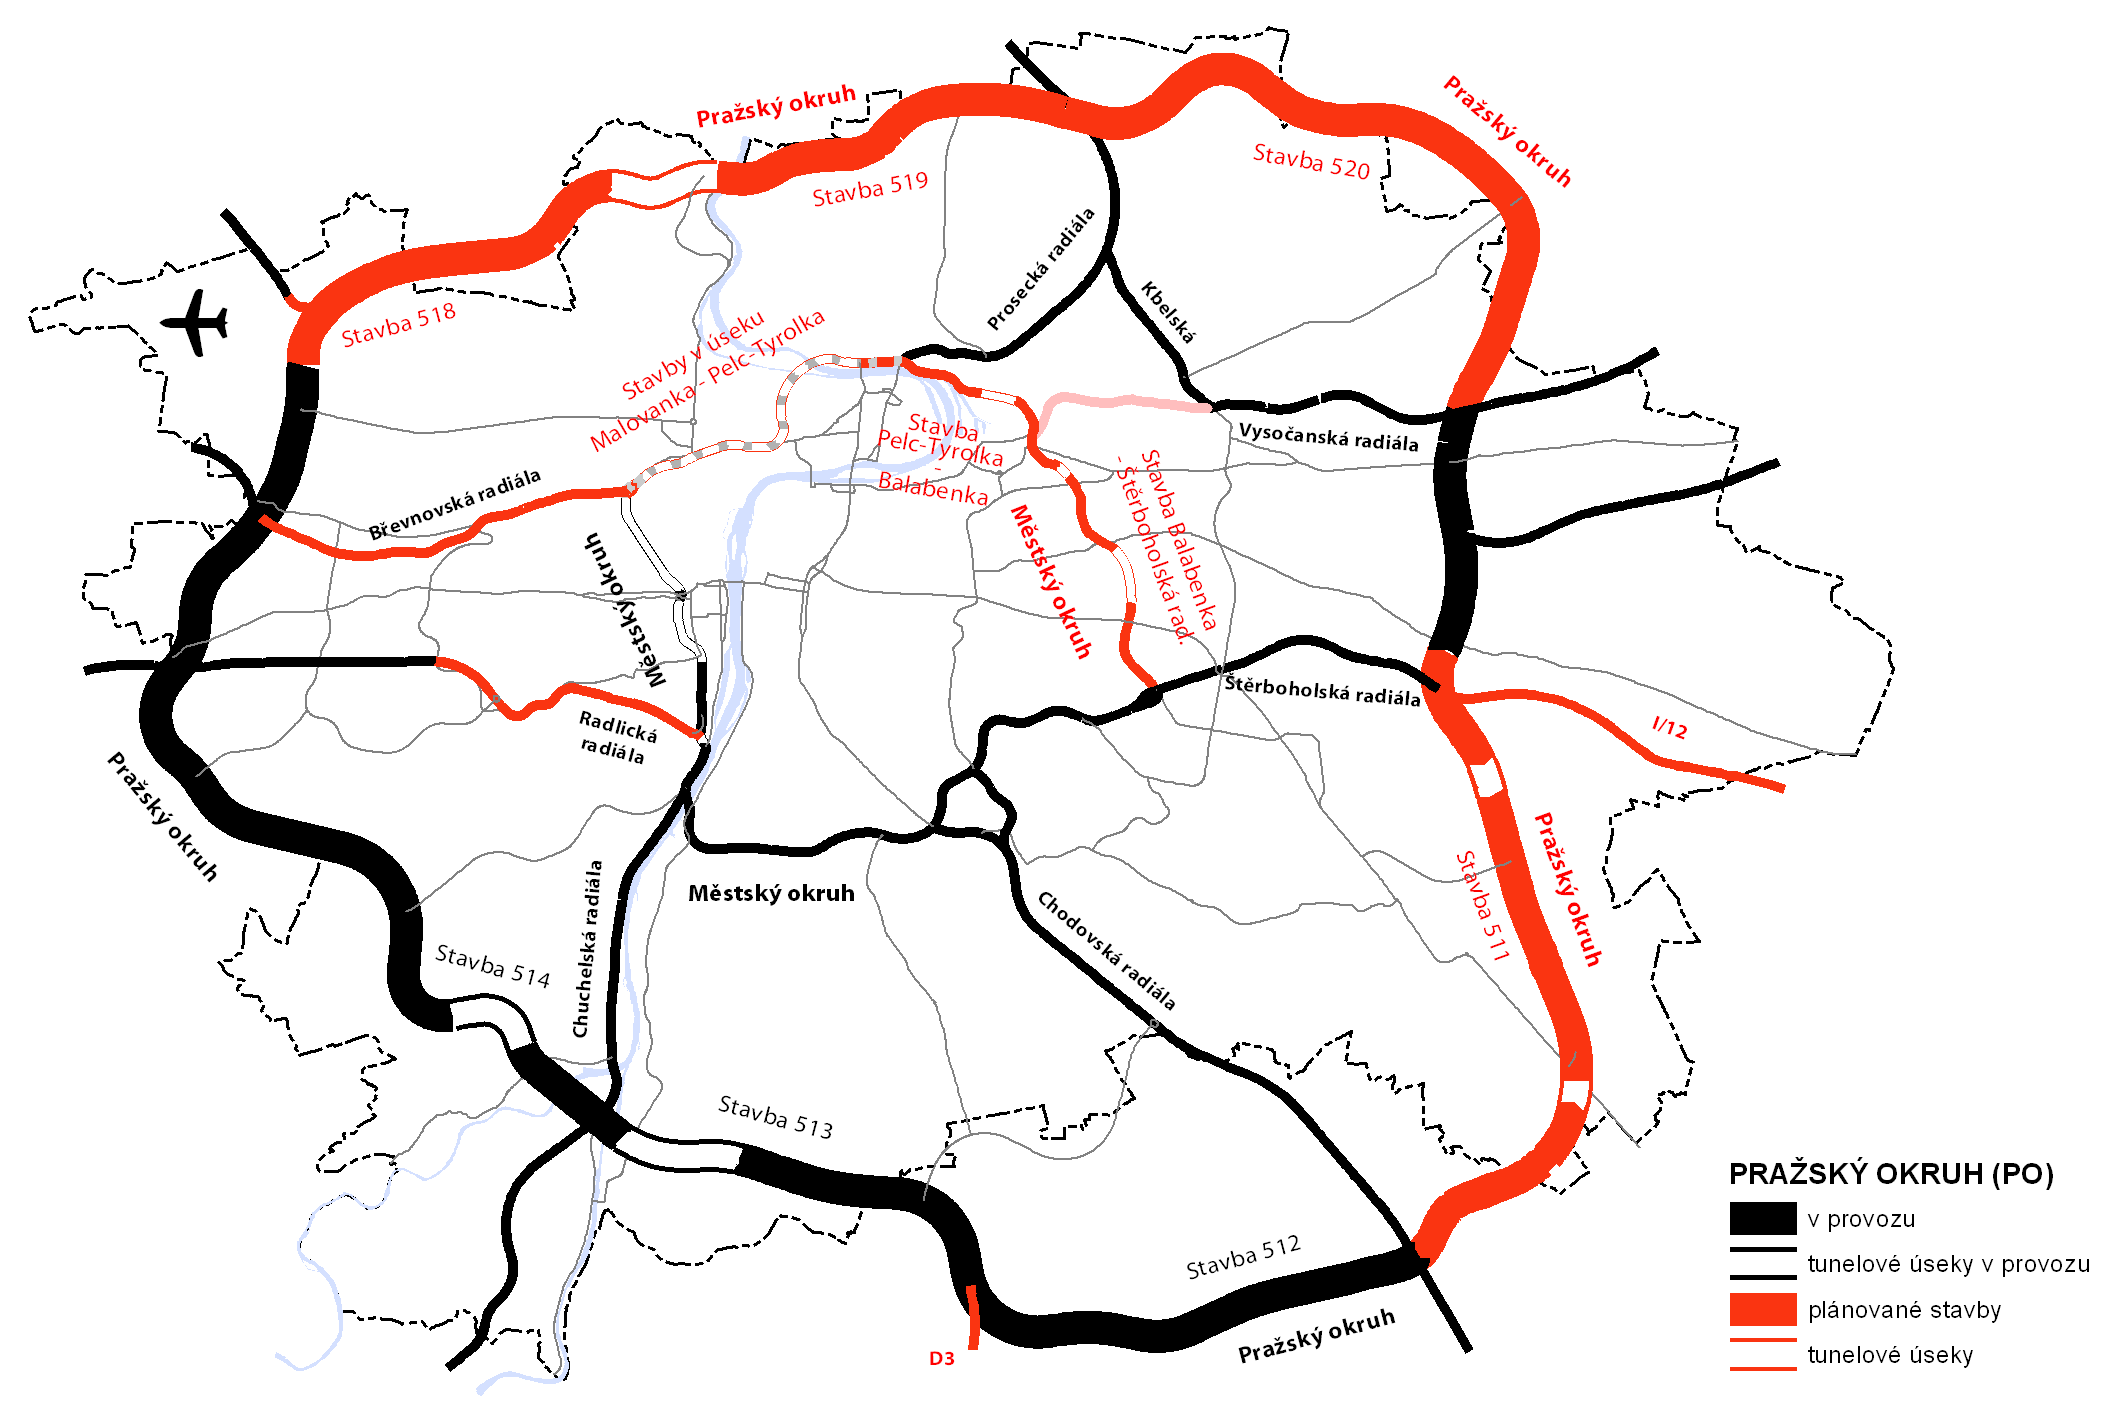 Pražský okruh
Pražský okruh
Stavba 520
Stavba 519
Stavba 518
Prosecká radiála
Kbelská
Stavby v úseku
Malovanka - Pelc-Tyrolka
Stavba
Pelc-Tyrolka
-
Balabenka
Vysočanská radiála
Břevnovská radiála
Městský okruh
Městský okruh
Stavba Balabenka
- Štěrboholská rad.
Štěrboholská radiála
Radlická
radiála
I/12
Pražský okruh
Pražský okruh
Stavba 511
Městský okruh
Chuchelská radiála
Chodovská radiála
Stavba 514
Stavba 513
Stavba 512
Pražský okruh
D3
PRAŽSKÝ OKRUH (PO)
v provozu
tunelové úseky v provozu
plánované stavby
tunelové úseky